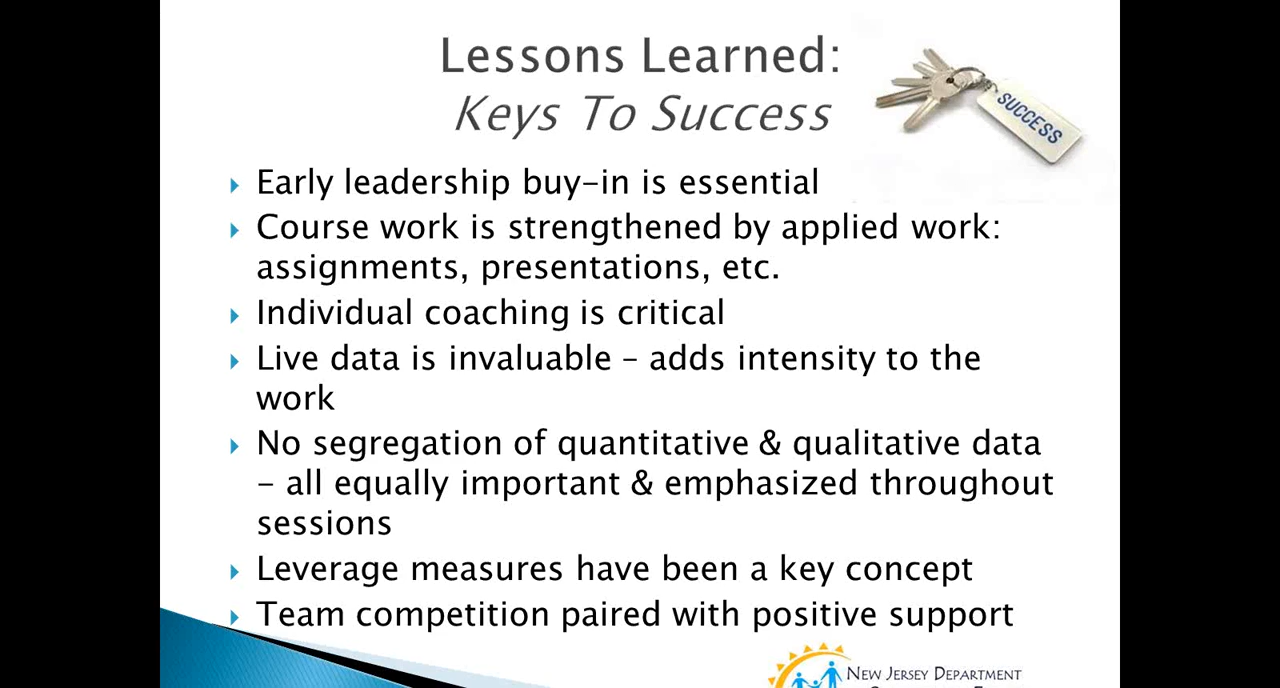 Lessons Learned:
Keys To Success
SUCCESS
Early leadership buy-in is essential
Course work is strengthened by applied work:
assignments, presentations, etc.
Individual coaching is critical
Live data is invaluable – adds intensity to the
work
No segregation of quantitative & qualitative data
– all equally important & emphasized throughout
sessions
Leverage measures have been a key concept
Team competition paired with positive support
NEW JERSEY DEPARTMENT